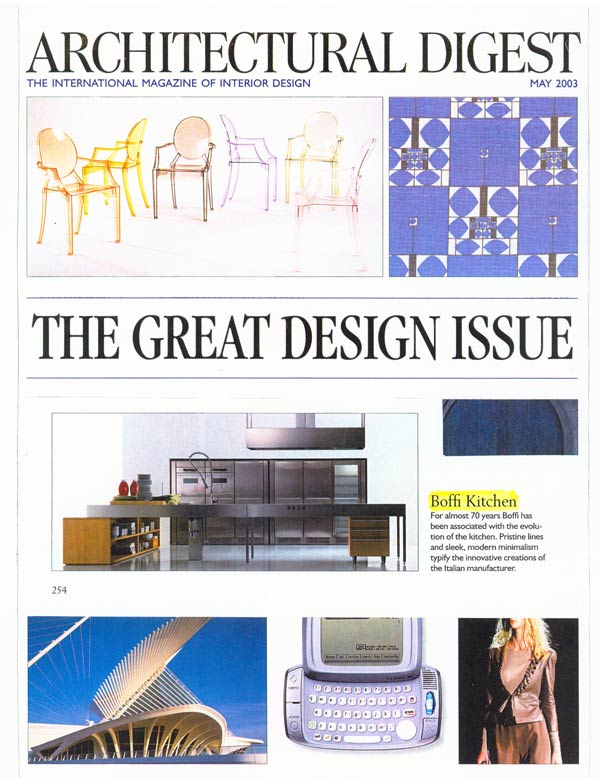 ARCHITECTURAL DIGEST
THE INTERNATIONAL MAGAZINE OF INTERIOR DESIGN MAY 2003
THE GREAT DESIGN ISSUE
Boffi Kitchen
For almost 70 years Boffi has
been associated with the evolu-
tion of the kitchen. Pristine lines
and sleek, modern minimalism
typify the innovative creations of
the Italian manufacturer.
254